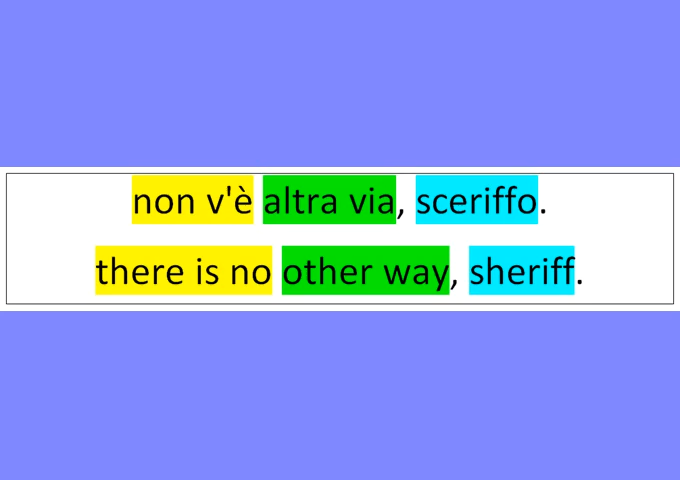 non v'è altra via, sceriffo.
there is no other way, sheriff.